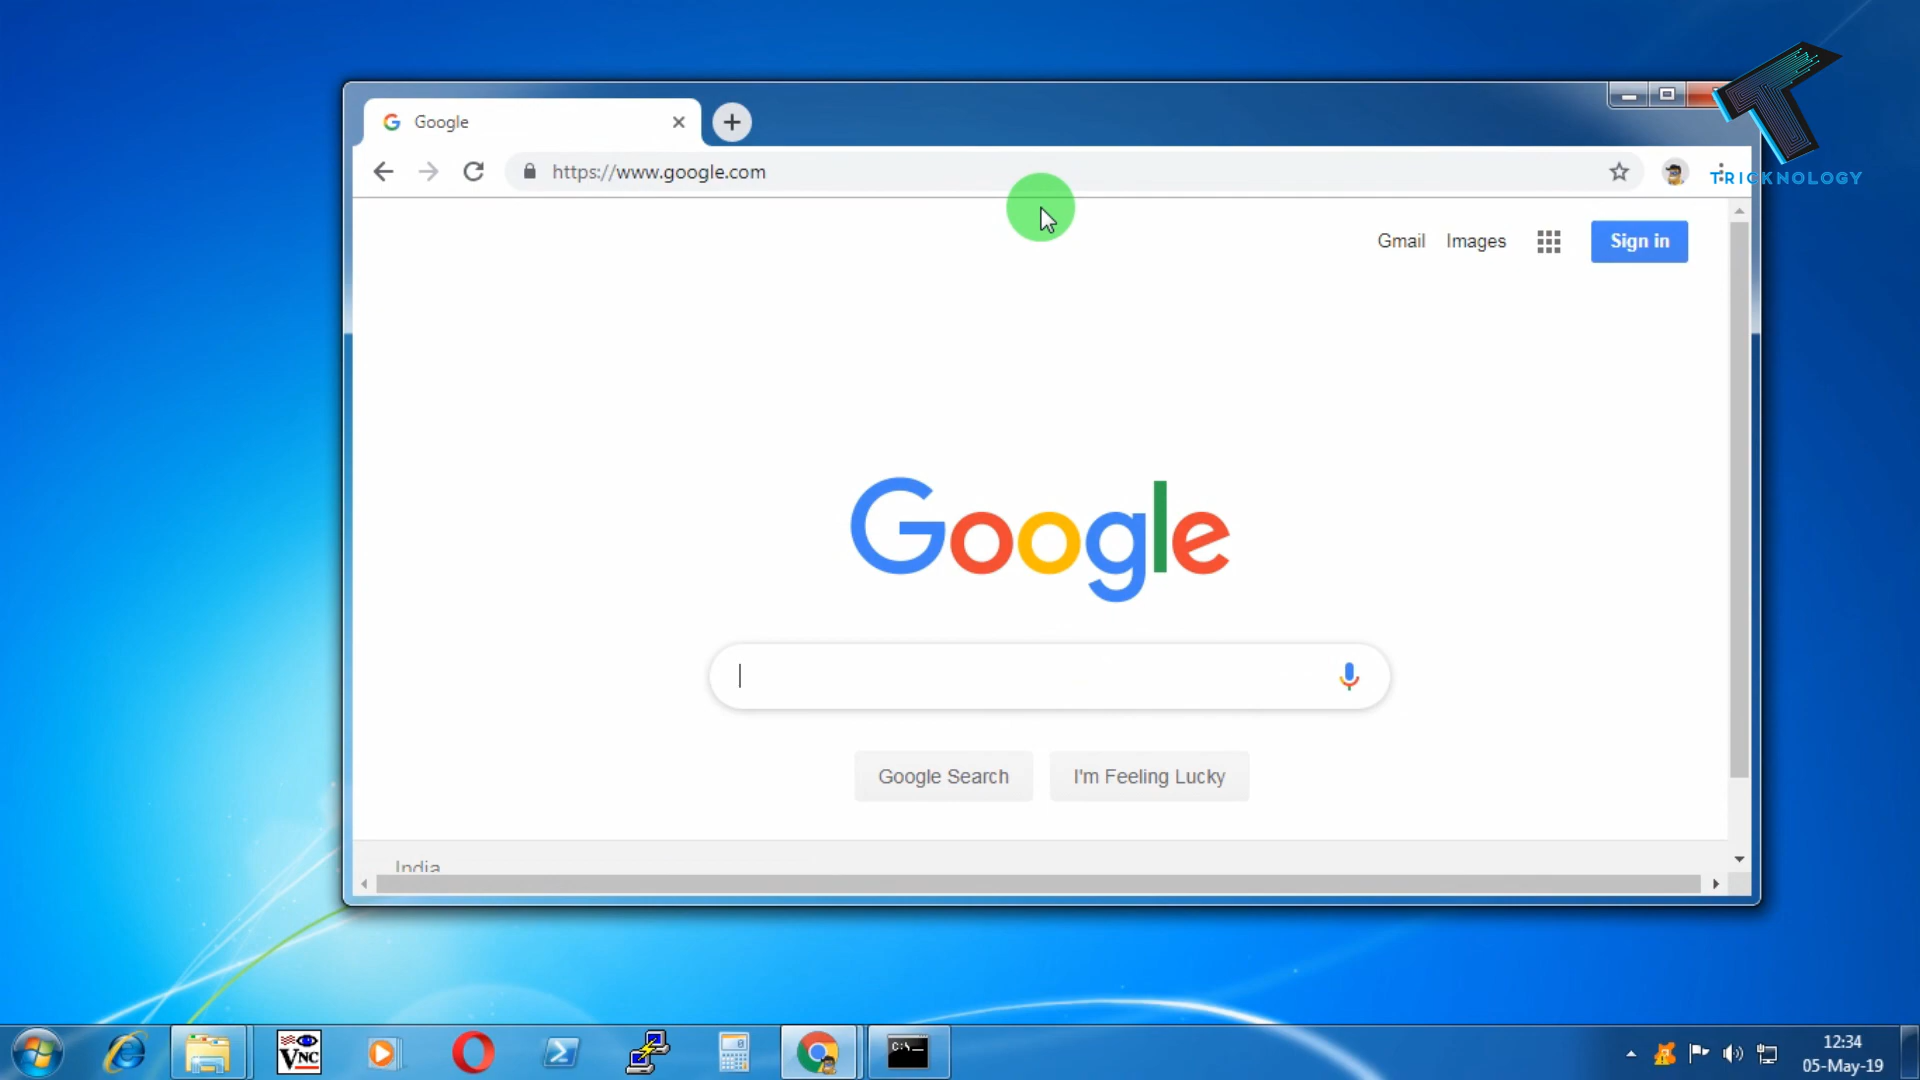 Google
https://www.google.com
TRICKNOLOGY
Gmail Images Sign in
Google
Google Search I'm Feeling Lucky
India
VNC
C:\
12:34
05-May-19